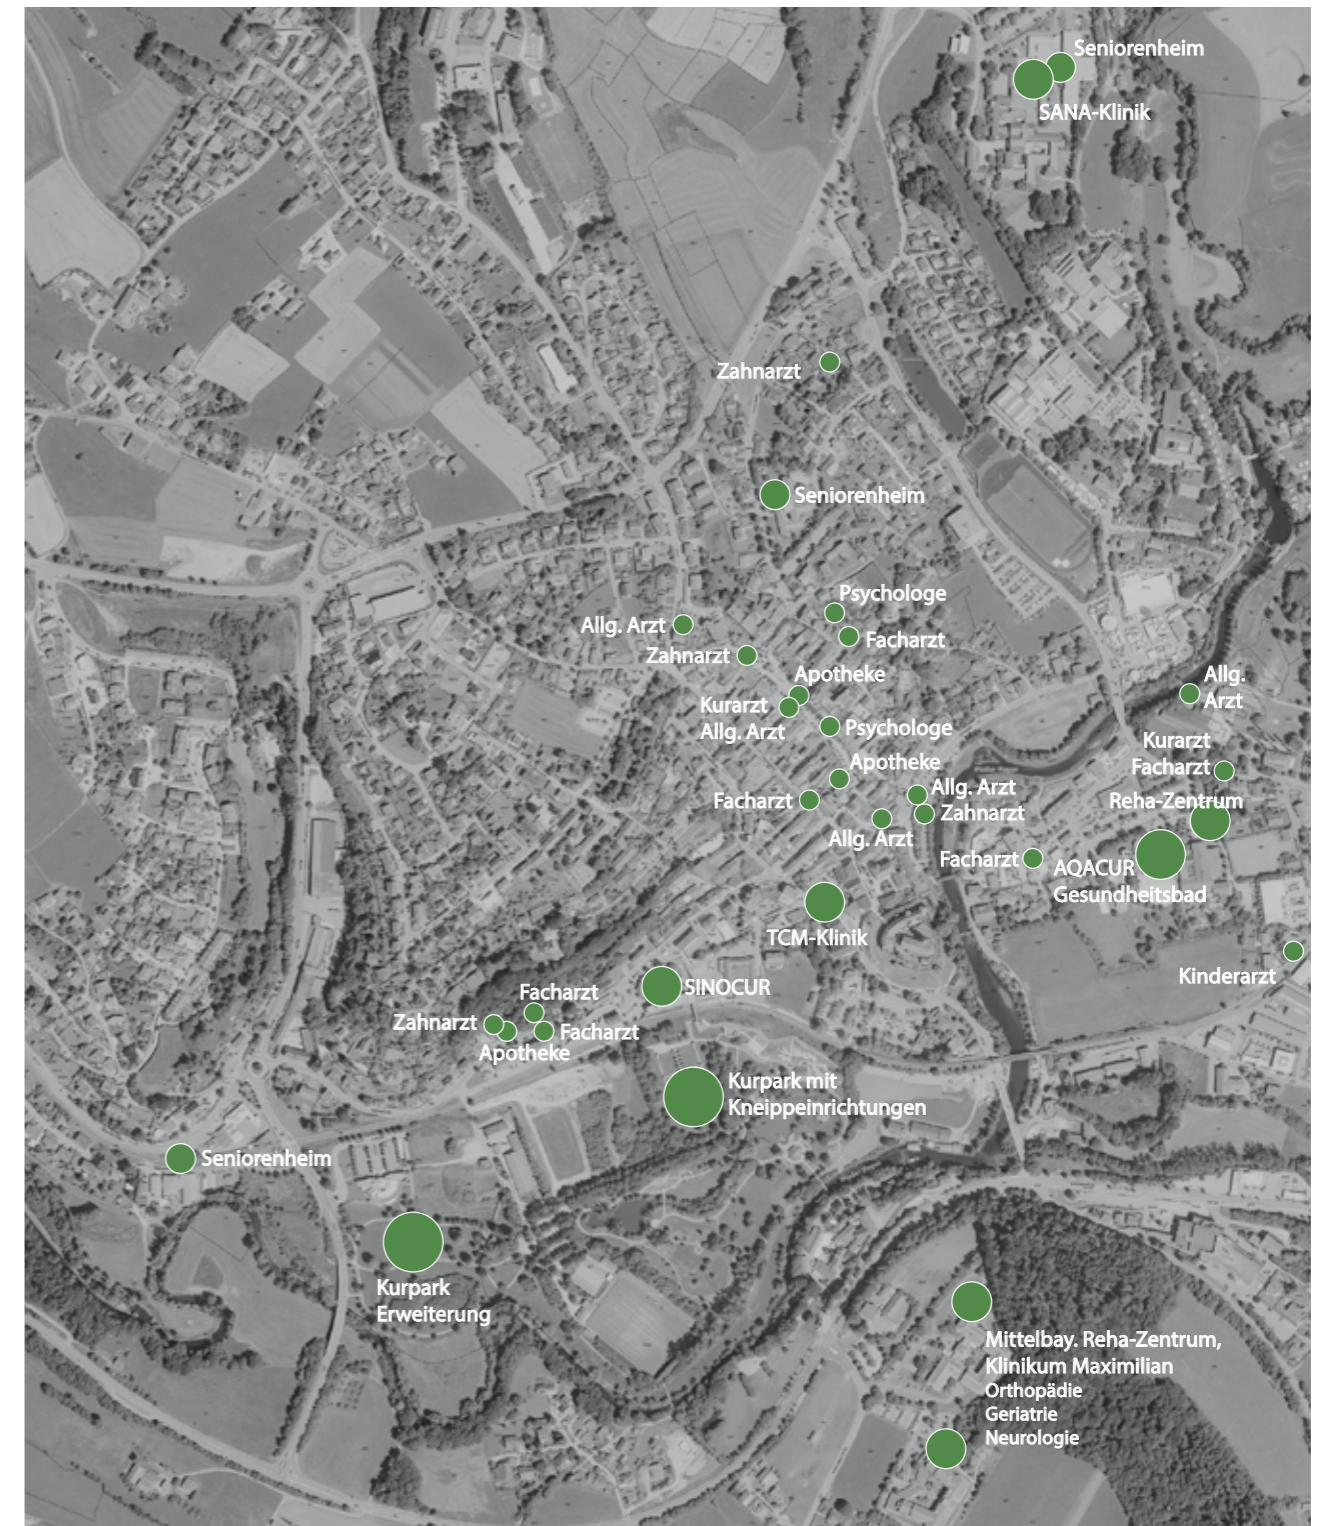 Seniorenheim
SANA-Klinik
Zahnarzt
Seniorenheim
Psychologe
Allg. Arzt
Facharzt
Zahnarzt
Apotheke
Allg.
Arzt
Kurarzt
Allg. Arzt
Psychologe
Kurarzt
Facharzt
Apotheke
Allg. Arzt
Facharzt
Reha-Zentrum
Zahnarzt
Allg. Arzt
Facharzt
AQACUR
Gesundheitsbad
TCM-Klinik
Kinderarzt
SINOCUR
Facharzt
Zahnarzt
Facharzt
Apotheke
Kurpark mit
Kneippeinrichtungen
Seniorenheim
Kurpark
Erweiterung
Mittelbay. Reha-Zentrum,
Klinikum Maximilian
Orthopädie
Geriatrie
Neurologie